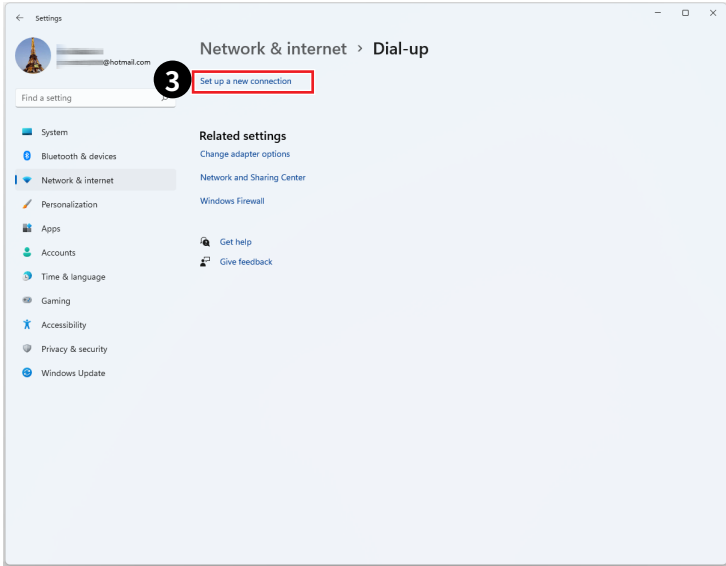 Settings
@hotmail.com
Find a setting
System
Bluetooth & devices
Network & internet
Personalization
Apps
Accounts
Time & language
Gaming
Accessibility
Privacy & security
Windows Update
Network & internet > Dial-up
3
Set up a new connection
Related settings
Change adapter options
Network and Sharing Center
Windows Firewall
Get help
Give feedback